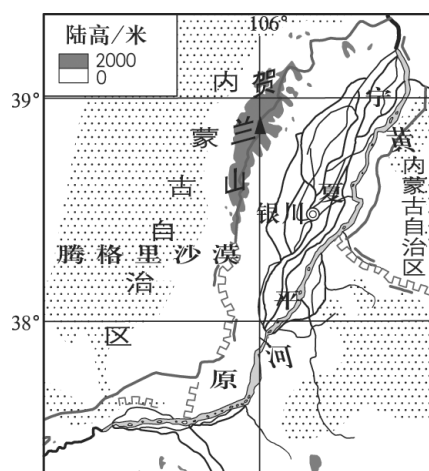 106°
陆高/米
2000
0
39°
38°
内蒙古自治区
贺兰山
宁夏平原
黄河
银川
腾格里沙漠
内蒙古自治区